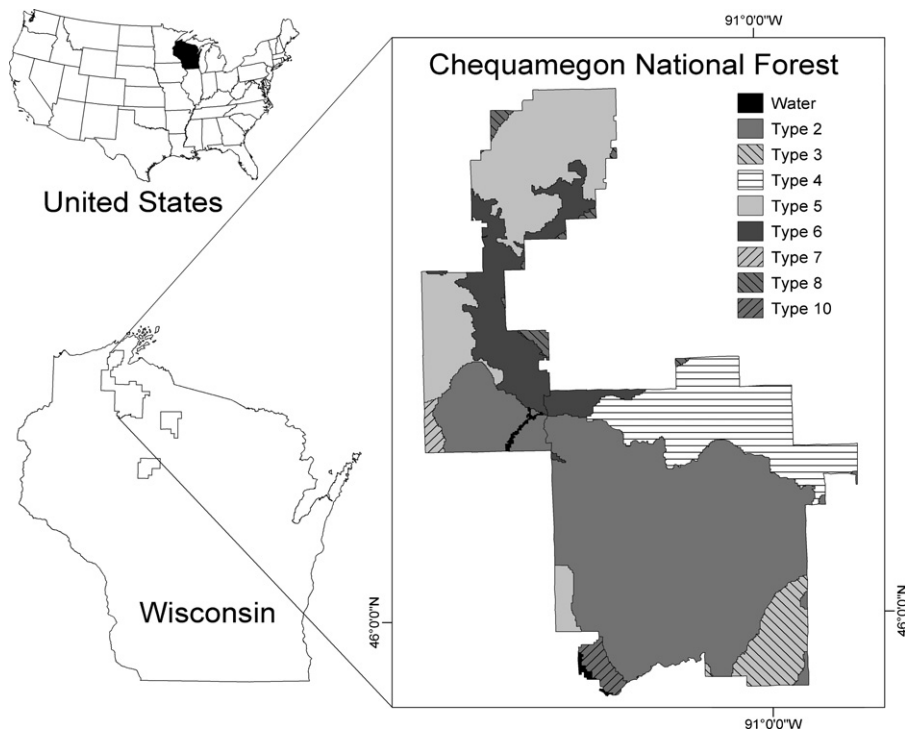 91°0'0"W
Chequamegon National Forest
Water
Type 2
Type 3
Type 4
Type 5
Type 6
Type 7
Type 8
Type 10
United States
Wisconsin
46°0'0"N
46°0'0"N
91°0'0"W